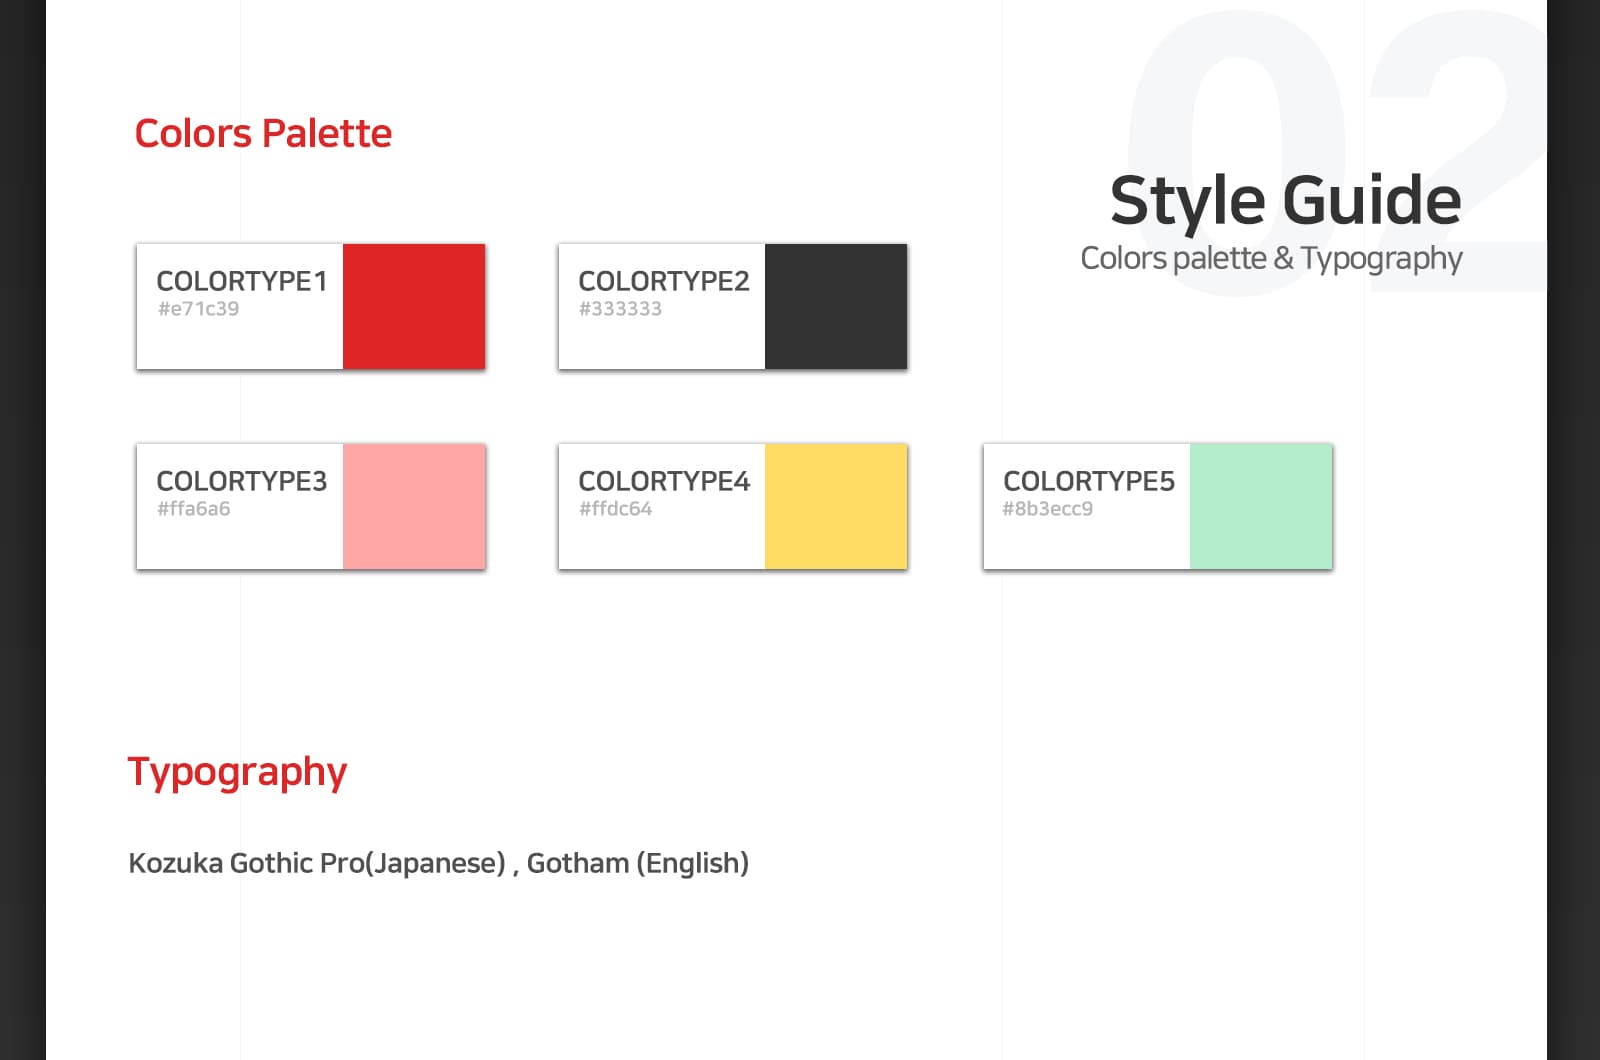 02
Style Guide
Colors palette & Typography
Colors Palette
COLORTYPE1
#e71c39
COLORTYPE2
#333333
COLORTYPE3
#ffa6a6
COLORTYPE4
#ffdc64
COLORTYPE5
#8b3ecc9
Typography
Kozuka Gothic Pro(Japanese) , Gotham (English)